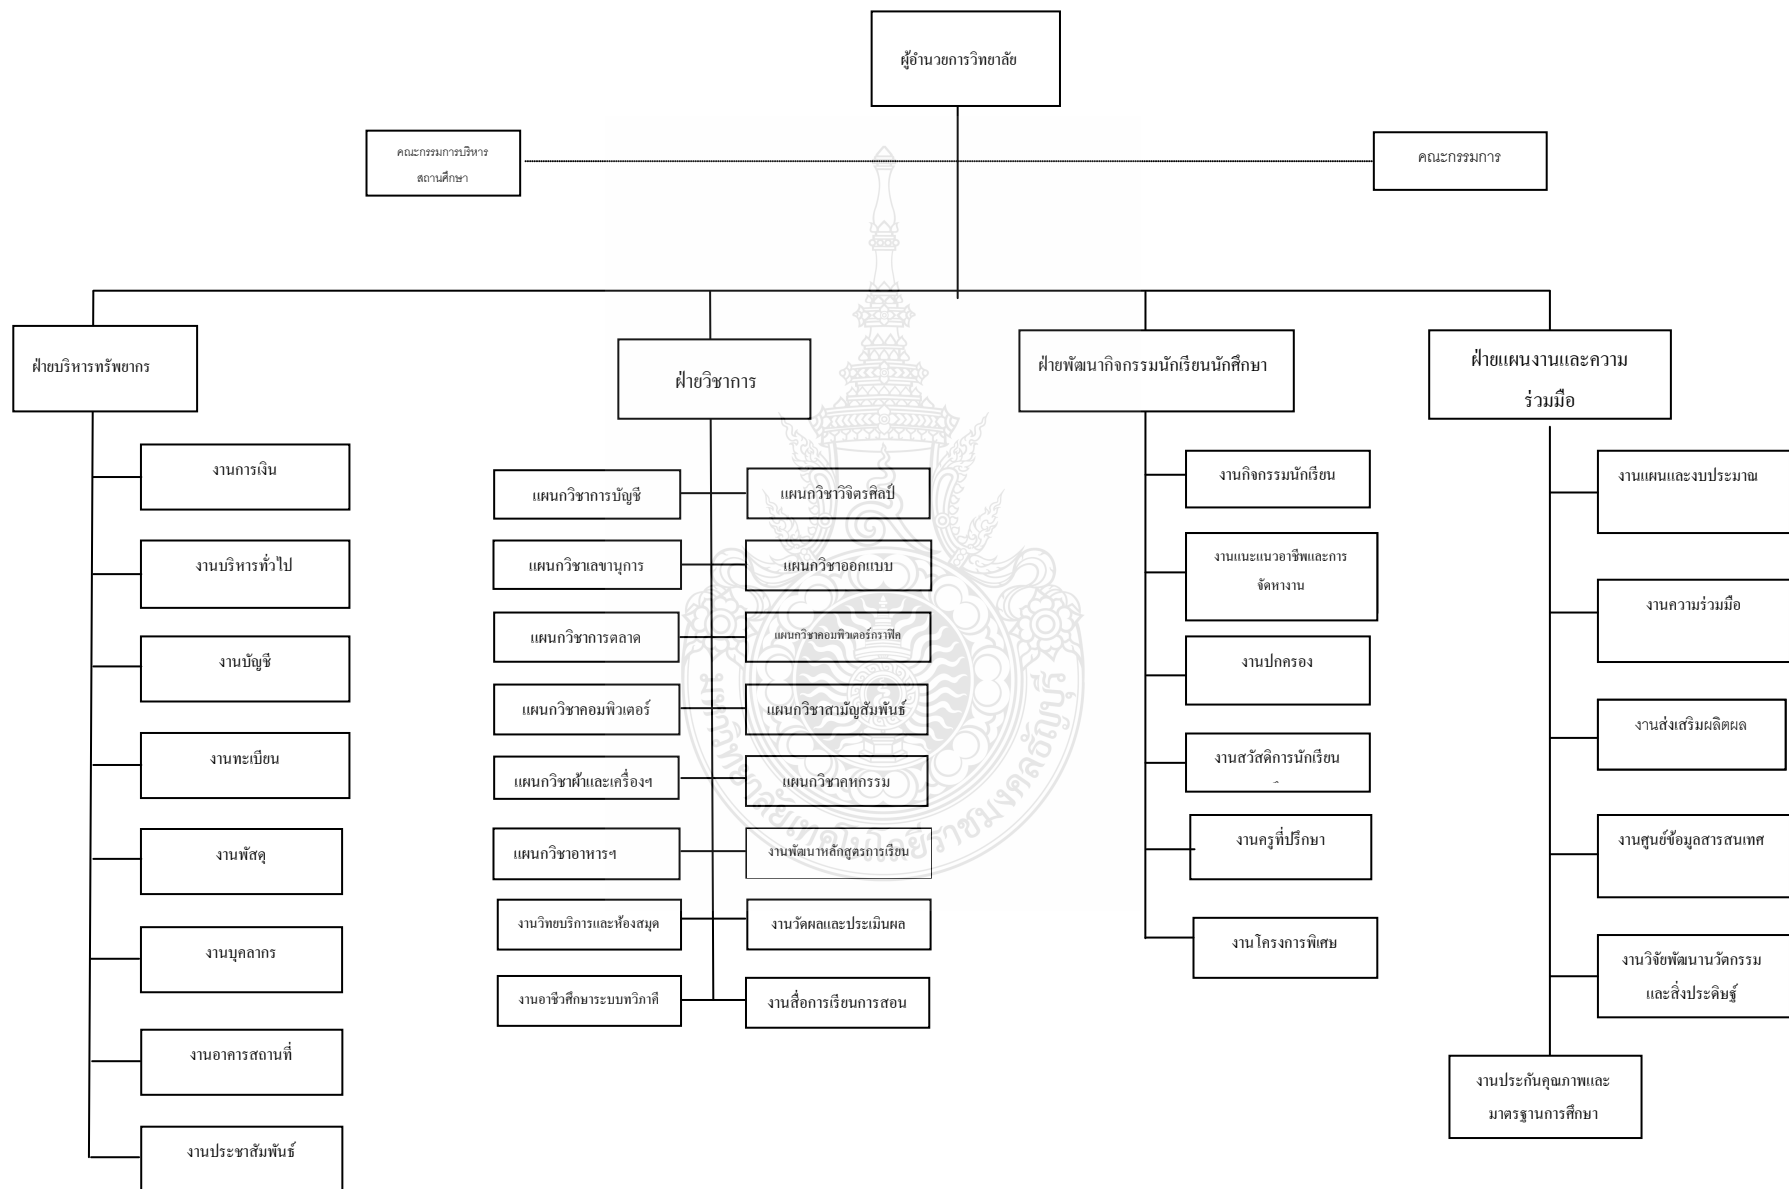 ผู้อำนวยการวิทยาลัย
คณะกรรมการบริหาร
สถานศึกษา
คณะกรรมการ
ฝ่ายบริหารทรัพยากร
งานการเงิน
งานบริหารทั่วไป
งานบัญชี
งานทะเบียน
งานพัสดุ
งานบุคลากร
งานอาคารสถานที่
งานประชาสัมพันธ์
ฝ่ายวิชาการ
แผนกวิชาการบัญชี
แผนกวิชาวิจิตรศิลป์
แผนกวิชาเลขานุการ
แผนกวิชาออกแบบ
แผนกวิชาการตลาด
แผนกวิชาคอมพิวเตอร์กราฟิค
แผนกวิชาคอมพิวเตอร์
แผนกวิชาสามัญสัมพันธ์
แผนกวิชาผ้าและเครื่องฯ
แผนกวิชาคหกรรม
แผนกวิชาอาหารฯ
งานพัฒนาหลักสูตรการเรียน
งานวิทยบริการและห้องสมุด
งานวัดผลและประเมินผล
งานอาชีวศึกษาระบบทวิภาคี
งานสื่อการเรียนการสอน
ฝ่ายพัฒนากิจกรรมนักเรียนนักศึกษา
งานกิจกรรมนักเรียน
งานแนะแนวอาชีพและการ
จัดหางาน
งานปกครอง
งานสวัสดิการนักเรียน
งานครูที่ปรึกษา
งานโครงการพิเศษ
ฝ่ายแผนงานและความ
ร่วมมือ
งานแผนและงบประมาณ
งานความร่วมมือ
งานส่งเสริมผลิตผล
งานศูนย์ข้อมูลสารสนเทศ
งานวิจัยพัฒนานวัตกรรม
และสิ่งประดิษฐ์
งานประกันคุณภาพและ
มาตรฐานการศึกษา
มหาวิทยาลัยเทคโนโลยีราชมงคลธัญบุรี